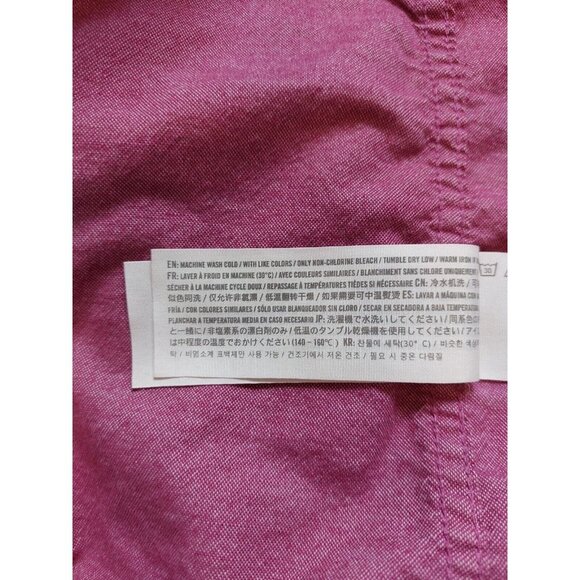 EN: MACHINE WASH COLD / WITH LIKE COLORS / ONLY NON-CHLORINE BLEACH / TUMBLE DRY LOW / WARM IRON
FR: LAVER À FROID EN MACHINE (30°C) / AVEC COULEURS SIMILAIRES / BLANCHIMENT SANS CHLORE UNIQUEMENT
SÉCHER À LA MACHINE CYCLE DOUX / REPASSAGE À TEMPÉRATURES TIÈDES SI NÉCESSAIRE CN: 冷水机洗 /
似色同洗 / 仅允许非氯漂 / 低温翻转干燥 / 如果需要可中温熨烫 ES: LAVAR A MÁQUINA CON
FRÍA / CON COLORES SIMILARES / SÓLO USAR BLANQUEADOR SIN CLORO / SECAR EN SECADORA A BAJA TEMPERATURA
PLANCHAR A TEMPERATURA MEDIA EN CASO NECESARIO JP: 洗濯機で水洗いしてください / 同系色の
と一緒に / 非塩素系の漂白剤のみ / 低温のタンブル乾燥機を使用してください /
は中程度の温度でおかけください (140 ~ 160℃) KR: 찬물에 세탁(30° C) / 비슷한 색상
탁 / 비염소계 표백제만 사용 가능 / 건조기에서 저온 건조 / 필요 시 중온 다림질
30